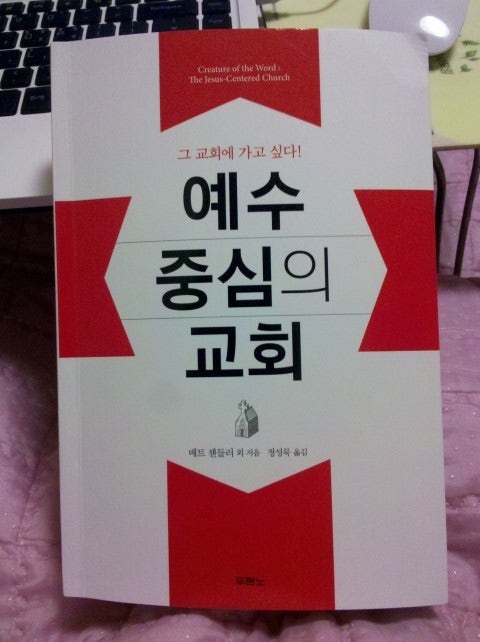 Creature of the Word :
The Jesus-Centered Church
그 교회에 가고 싶다!
예수
중심의
교회
매트 챈들러 외 지음 정성묵 옮김
두란노